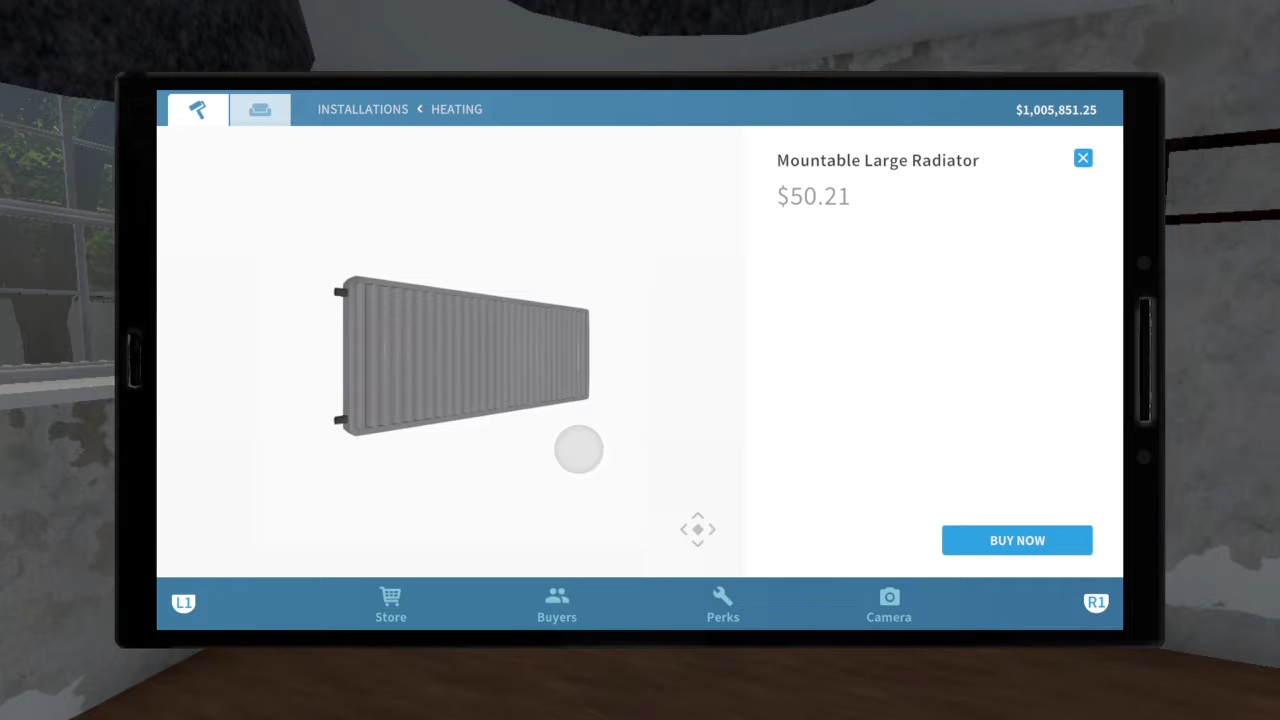 INSTALLATIONS < HEATING
$1,005,851.25
Mountable Large Radiator
$50.21
BUY NOW
L1
Store
Buyers
Perks
Camera
R1